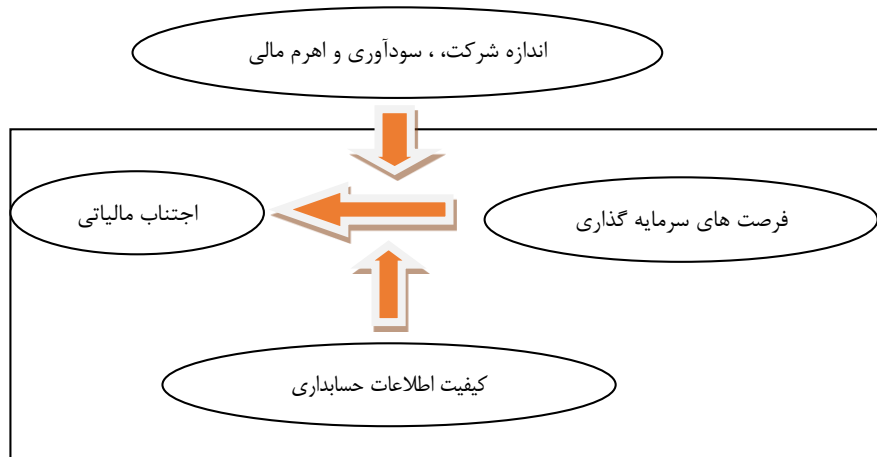 اندازه شرکت، ، سودآوری و اهرم مالی
فرصت های سرمایه گذاری
اجتناب مالیاتی
کیفیت اطلاعات حسابداری